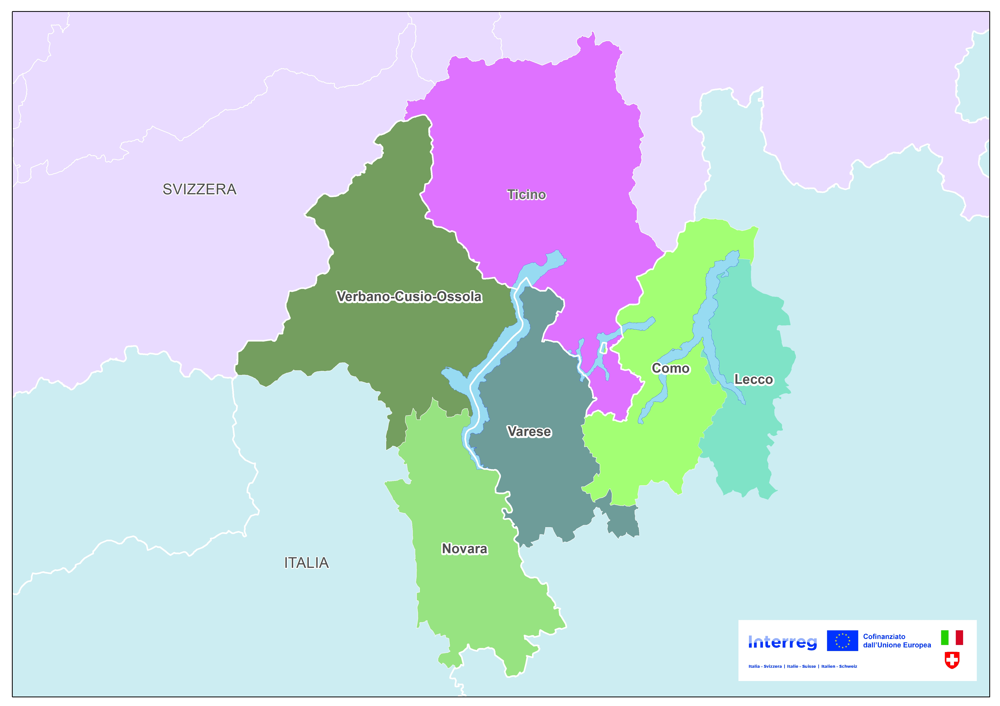 SVIZZERA
Ticino
Verbano-Cusio-Ossola
Como
Lecco
Varese
Novara
ITALIA
Interreg
Cofinanziato
dall'Unione Europea
Italia – Svizzera | Italie – Suisse | Italien – Schweiz